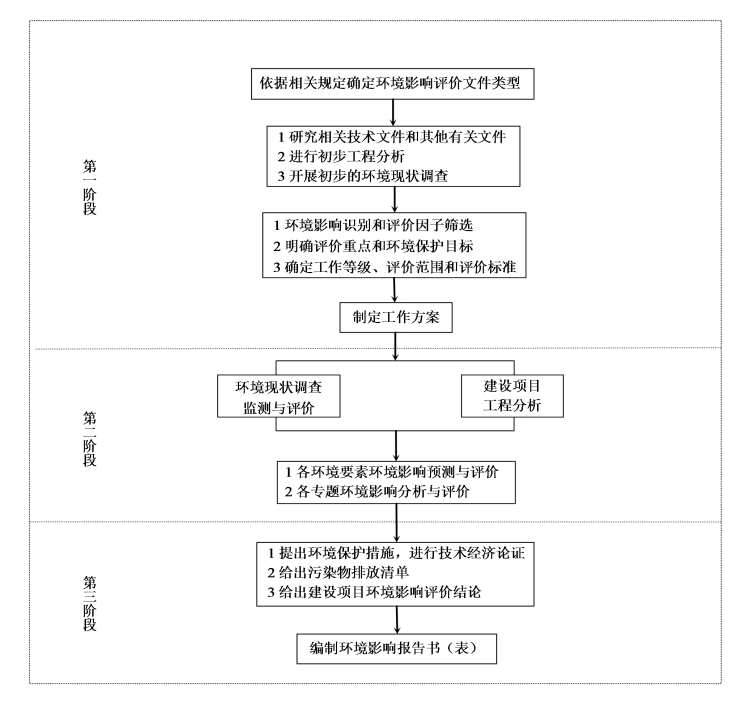 第一阶段
依据相关规定确定环境影响评价文件类型
1 研究相关技术文件和其他有关文件
2 进行初步工程分析
3 开展初步的环境现状调查
1 环境影响识别和评价因子筛选
2 明确评价重点和环境保护目标
3 确定工作等级、评价范围和评价标准
制定工作方案
第二阶段
环境现状调查
监测与评价
建设项目
工程分析
1 各环境要素环境影响预测与评价
2 各专题环境影响分析与评价
第三阶段
1 提出环境保护措施，进行技术经济论证
2 给出污染物排放清单
3 给出建设项目环境影响评价结论
编制环境影响报告书（表）